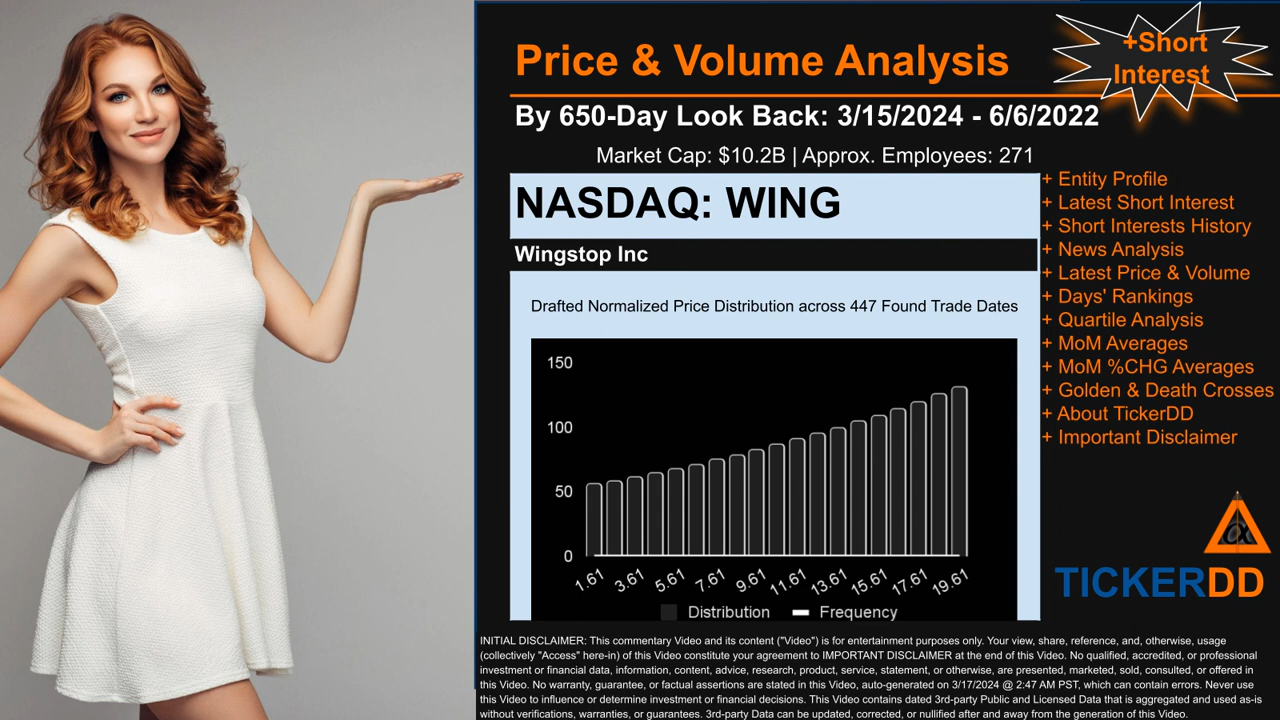 Price & Volume Analysis
+Short
Interest
By 650-Day Look Back: 3/15/2024 - 6/6/2022
Market Cap: $10.2B | Approx. Employees: 271
NASDAQ: WING
Wingstop Inc
Drafted Normalized Price Distribution across 447 Found Trade Dates
150
100
50
0
1.61 3.61 5.61 7.61 9.61 11.61 13.61 15.61 17.61 19.61
Distribution Frequency
+ Entity Profile
+ Latest Short Interest
+ Short Interests History
+ News Analysis
+ Latest Price & Volume
+ Days' Rankings
+ Quartile Analysis
+ MoM Averages
+ MoM %CHG Averages
+ Golden & Death Crosses
+ About TickerDD
+ Important Disclaimer
TICKERDD
INITIAL DISCLAIMER: This commentary Video and its content ("Video") is for entertainment purposes only. Your view, share, reference, and, otherwise, usage
(collectively "Access" here-in) of this Video constitute your agreement to IMPORTANT DISCLAIMER at the end of this Video. No qualified, accredited, or professional
investment or financial data, information, content, advice, research, product, service, statement, or otherwise, are presented, marketed, sold, consulted, or offered in
this Video. No warranty, guarantee, or factual assertions are stated in this Video, auto-generated on 3/17/2024 @ 2:47 AM PST, which can contain errors. Never use
this Video to influence or determine investment or financial decisions. This Video contains dated 3rd-party Public and Licensed Data that is aggregated and used as-is
without verifications, warranties, or guarantees. 3rd-party Data can be updated, corrected, or nullified after and away from the generation of this Video.